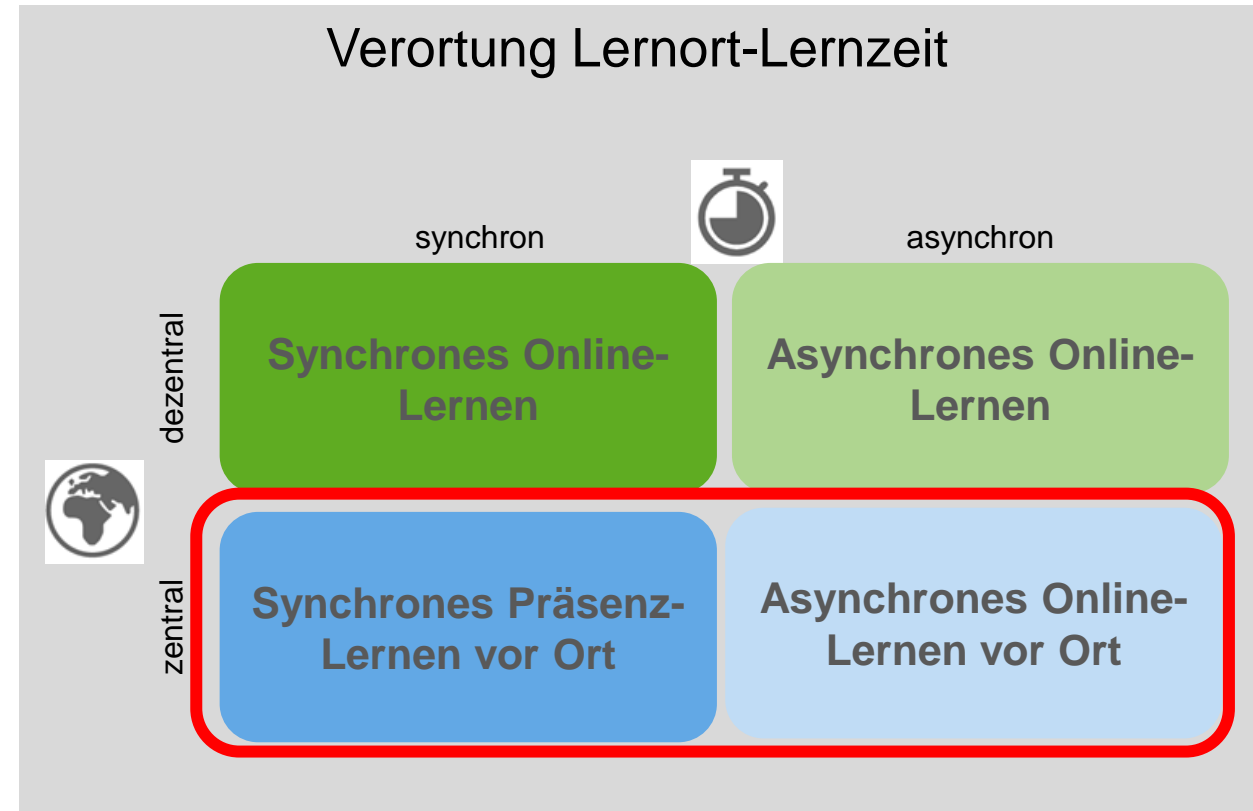 Verortung Lernort-Lernzeit
synchron
asynchron
dezentral
Synchrones Online-
Lernen
Asynchrones Online-
Lernen
zentral
Synchrones Präsenz-
Lernen vor Ort
Asynchrones Online-
Lernen vor Ort